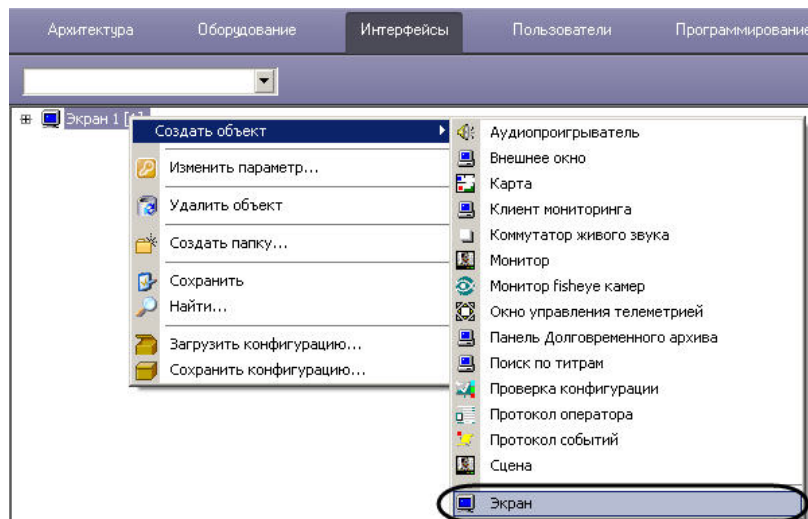 Архитектура Оборудование Интерфейсы Пользователи Программирование
Экран 1 [1]
Создать объект
Изменить параметр...
Удалить объект
Создать папку...
Сохранить
Найти...
Загрузить конфигурацию...
Сохранить конфигурацию...
Аудиопроигрыватель
Внешнее окно
Карта
Клиент мониторинга
Коммутатор живого звука
Монитор
Монитор fisheye камер
Окно управления телеметрией
Панель Долговременного архива
Поиск по титрам
Проверка конфигурации
Протокол оператора
Протокол событий
Сцена
Экран